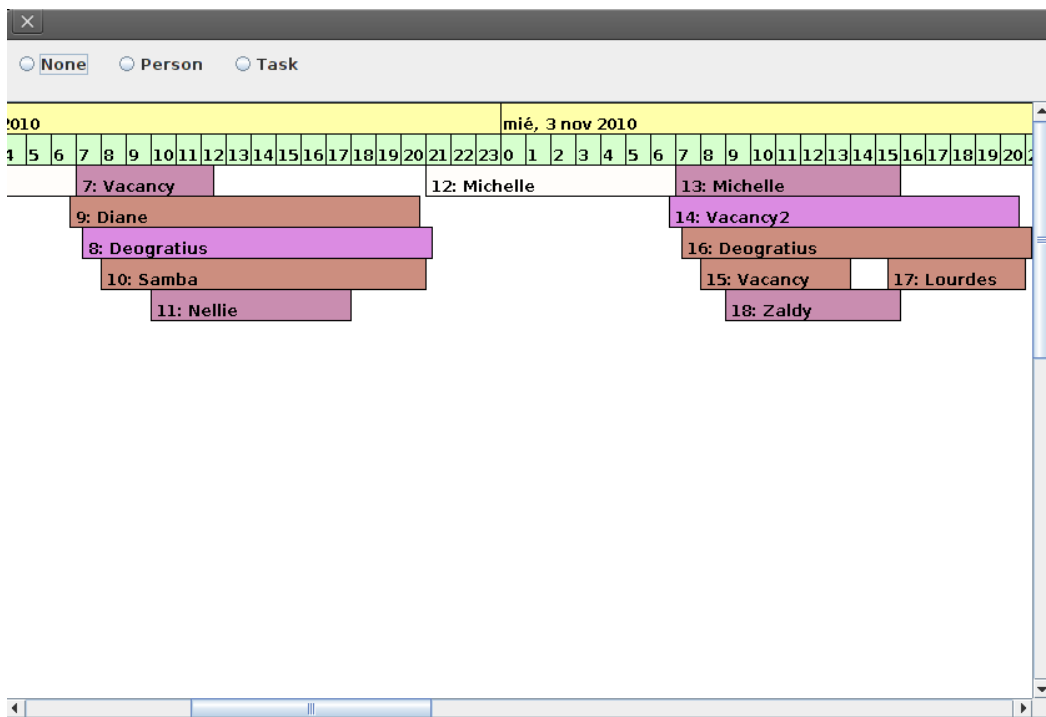 None Person Task
2010 mié, 3 nov 2010
4 5 6 7 8 9 10 11 12 13 14 15 16 17 18 19 20 21 22 23 0 1 2 3 4 5 6 7 8 9 10 11 12 13 14 15 16 17 18 19 20
7: Vacancy 12: Michelle 13: Michelle
9: Diane 14: Vacancy2
8: Deogratius 16: Deogratius
10: Samba 15: Vacancy 17: Lourdes
11: Nellie 18: Zaldy